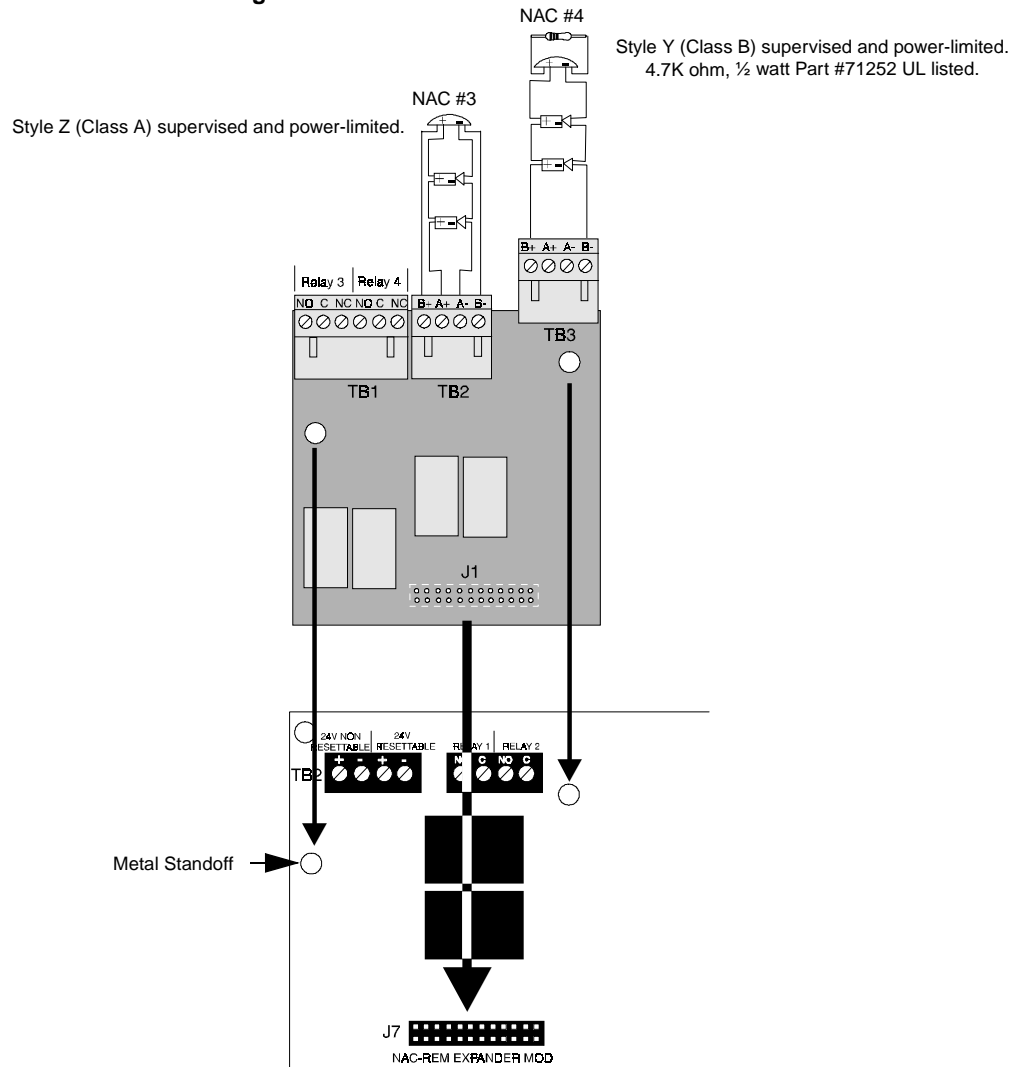 g
NAC #4
Style Y (Class B) supervised and power-limited.
4.7K ohm, ½ watt Part #71252 UL listed.
NAC #3
Style Z (Class A) supervised and power-limited.
B+ A+ A- B-
Relay 3 Relay 4
NO C NC NO C NC
B+ A+ A- B-
TB3
TB1
TB2
J1
24V NON RESETTABLE
24V RESETTABLE
RELAY 1 RELAY 2
+ - + -
C NO C
TB2
Metal Standoff
J7
NAC-REM EXPANDER MOD